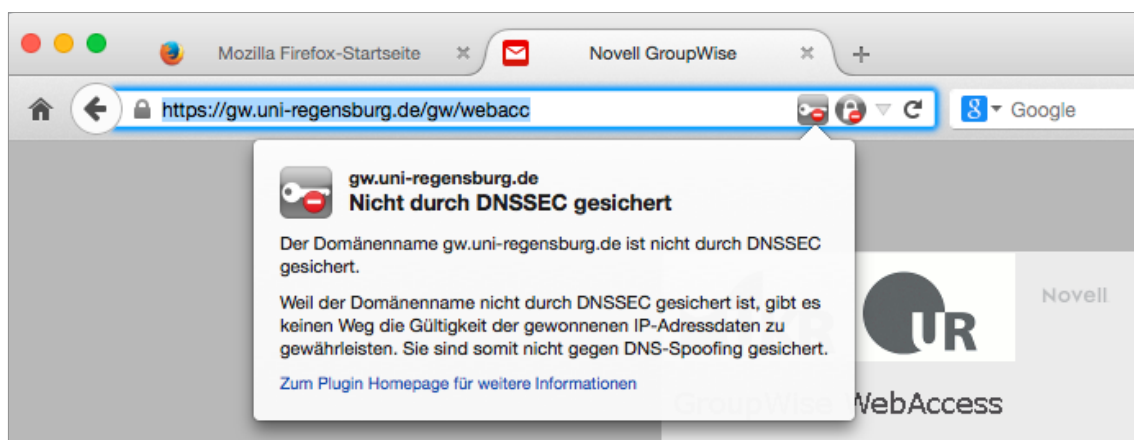 Mozilla Firefox-Startseite
Novell GroupWise
https://gw.uni-regensburg.de/gw/webacc
8 Google
gw.uni-regensburg.de
Nicht durch DNSSEC gesichert
Der Domänenname gw.uni-regensburg.de ist nicht durch DNSSEC
gesichert.
Weil der Domänenname nicht durch DNSSEC gesichert ist, gibt es
keinen Weg die Gültigkeit der gewonnenen IP-Adressdaten zu
gewährleisten. Sie sind somit nicht gegen DNS-Spoofing gesichert.
Zum Plugin Homepage für weitere Informationen
Novell
UR
GroupWise WebAccess